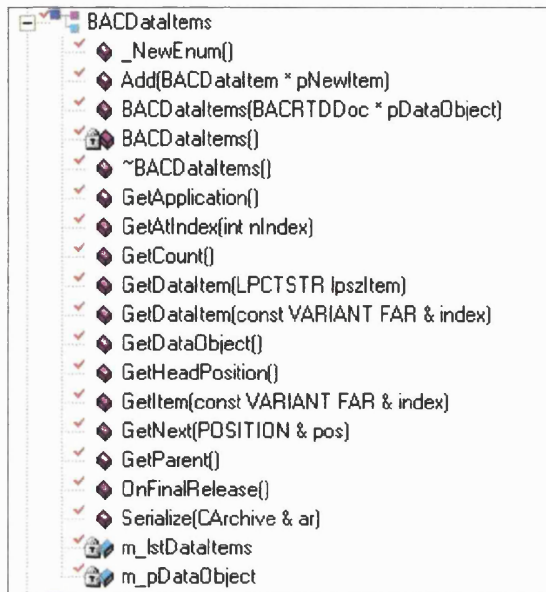 BACDataItems
_NewEnum()
Add(BACDataItem * pNewItem)
BACDataItems(BACRTDDoc * pDataObject)
BACDataItems()
~BACDataItems()
GetApplication()
GetAtIndex(int nIndex)
GetCount()
GetDataItem(LPCTSTR lpszItem)
GetDataItem(const VARIANT FAR & index)
GetDataObject()
GetHeadPosition()
GetItem(const VARIANT FAR & index)
GetNext(POSITION & pos)
GetParent()
OnFinalRelease()
Serialize(CArchive & ar)
m_lstDataItems
m_pDataObject